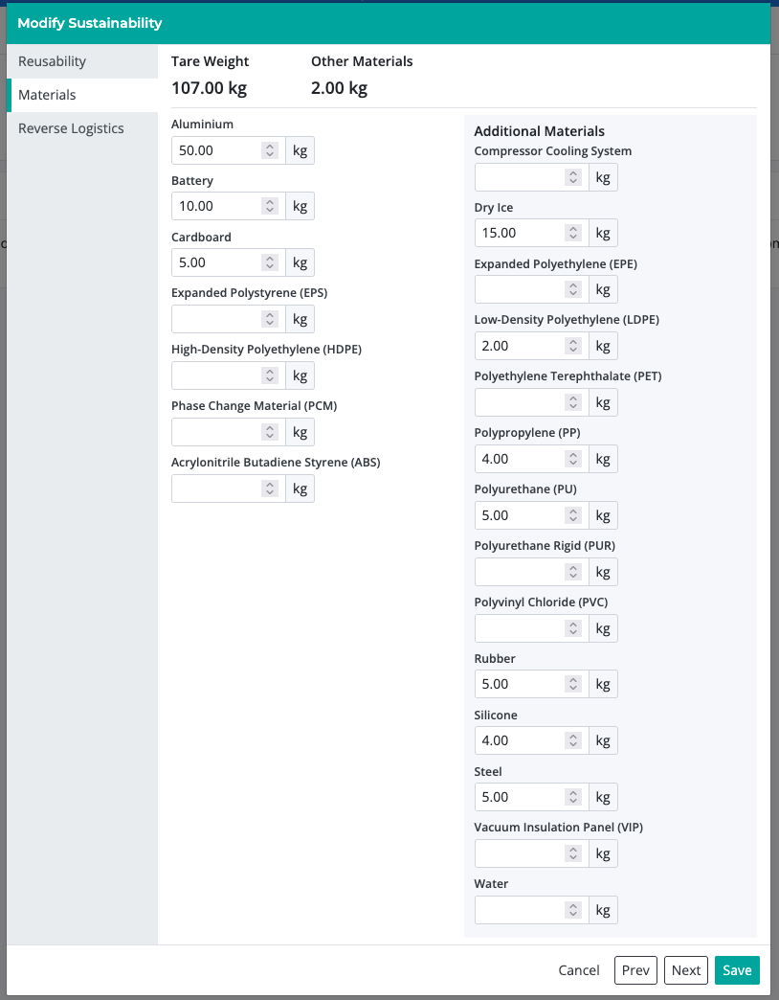 Modify Sustainability
Reusability
Materials
Reverse Logistics
Tare Weight
107.00 kg
Other Materials
2.00 kg
Aluminium
50.00 kg
Battery
10.00 kg
Cardboard
5.00 kg
Expanded Polystyrene (EPS)
kg
High-Density Polyethylene (HDPE)
kg
Phase Change Material (PCM)
kg
Acrylonitrile Butadiene Styrene (ABS)
kg
Additional Materials
Compressor Cooling System
kg
Dry Ice
15.00 kg
Expanded Polyethylene (EPE)
kg
Low-Density Polyethylene (LDPE)
2.00 kg
Polyethylene Terephthalate (PET)
kg
Polypropylene (PP)
4.00 kg
Polyurethane (PU)
5.00 kg
Polyurethane Rigid (PUR)
kg
Polyvinyl Chloride (PVC)
kg
Rubber
5.00 kg
Silicone
4.00 kg
Steel
5.00 kg
Vacuum Insulation Panel (VIP)
kg
Water
kg
Cancel Prev Next Save